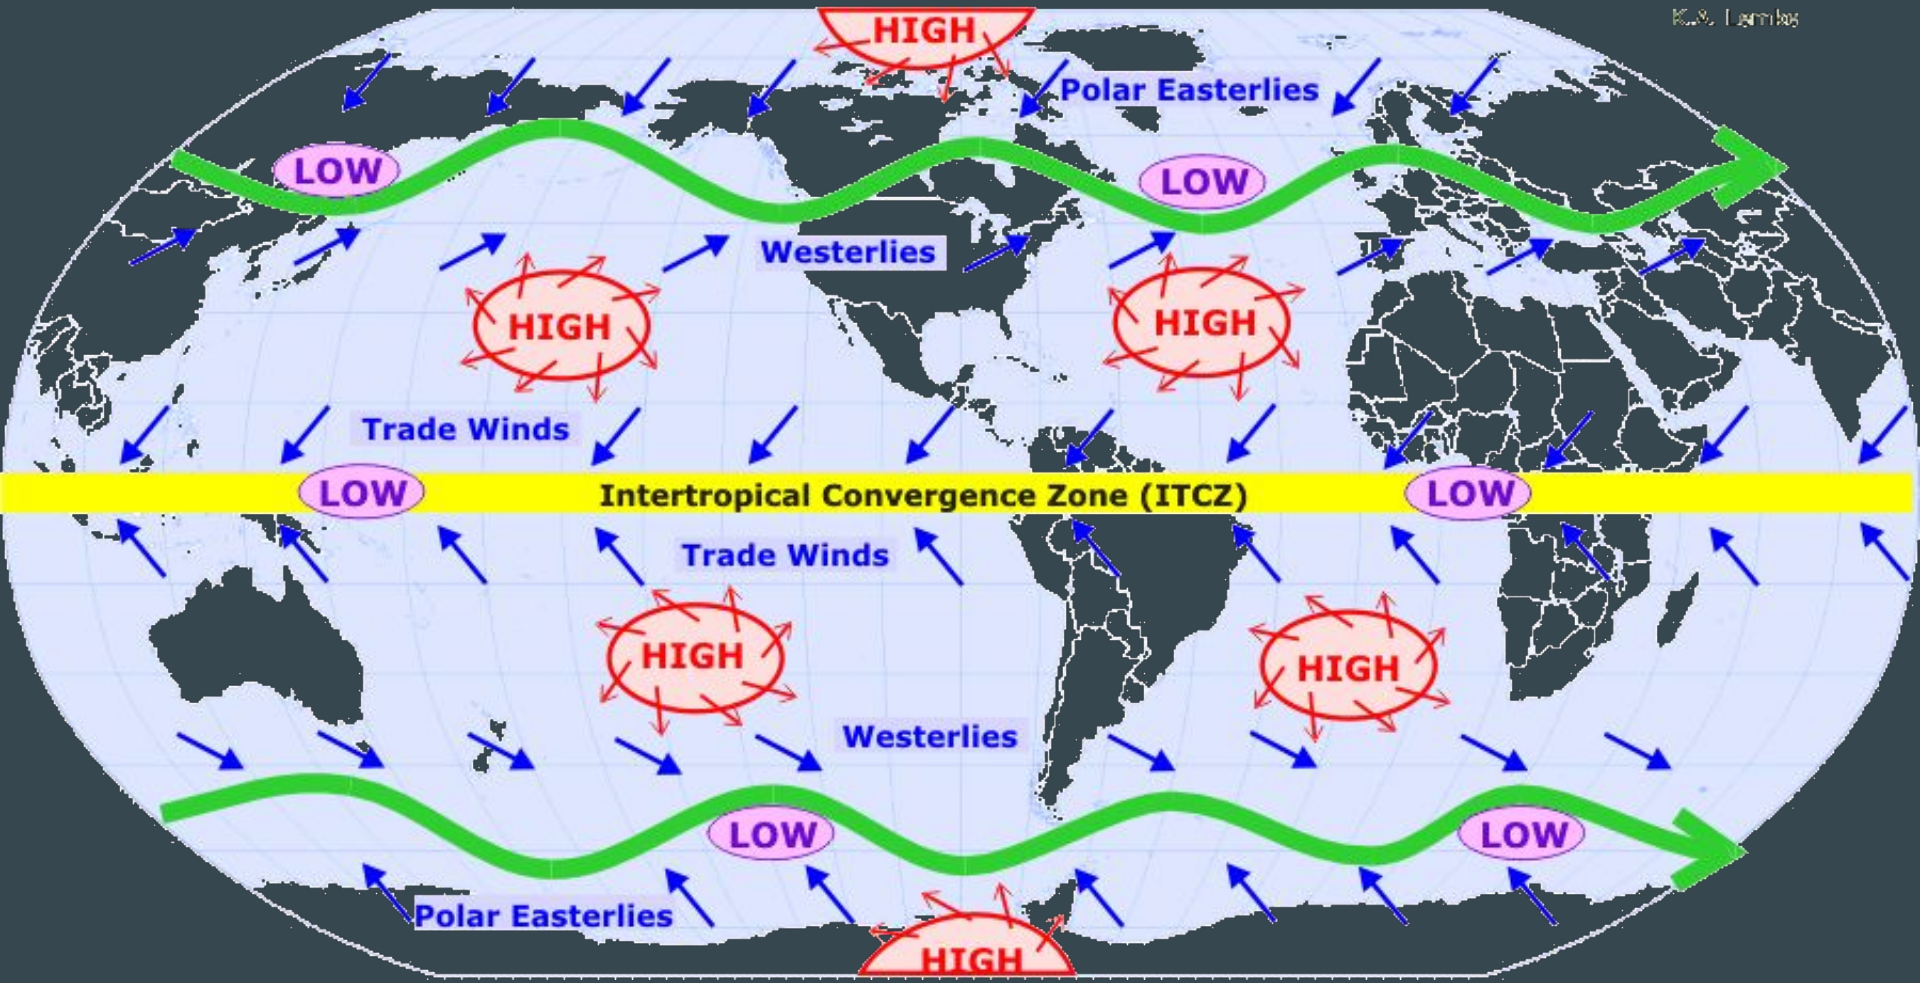 HIGH
Polar Easterlies
LOW
LOW
Westerlies
HIGH
HIGH
Trade Winds
LOW
Intertropical Convergence Zone (ITCZ)
LOW
Trade Winds
HIGH
HIGH
Westerlies
LOW
LOW
Polar Easterlies
HIGH